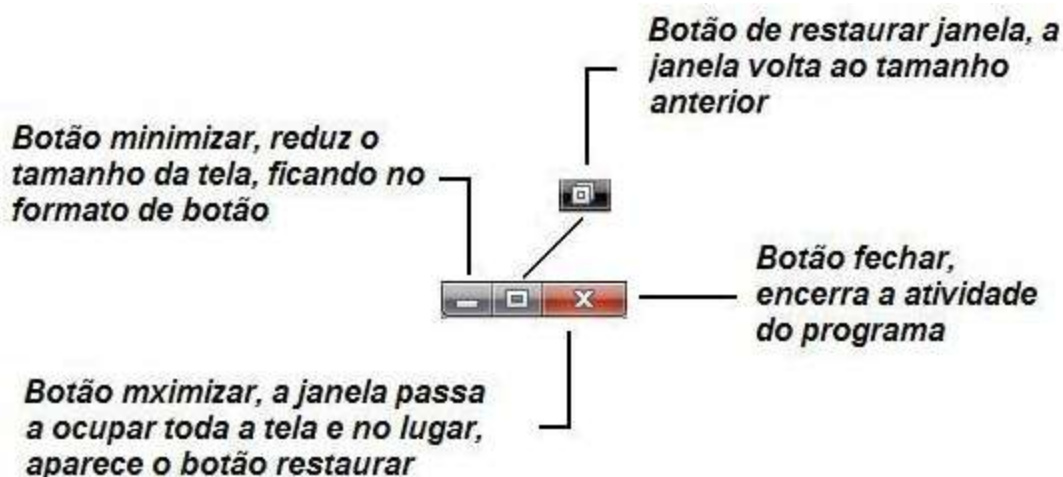 Botão de restaurar janela, a
janela volta ao tamanho
anterior
Botão minimizar, reduz o
tamanho da tela, ficando no
formato de botão
Botão fechar,
encerra a atividade
do programa
Botão mximizar, a janela passa
a ocupar toda a tela e no lugar,
aparece o botão restaurar